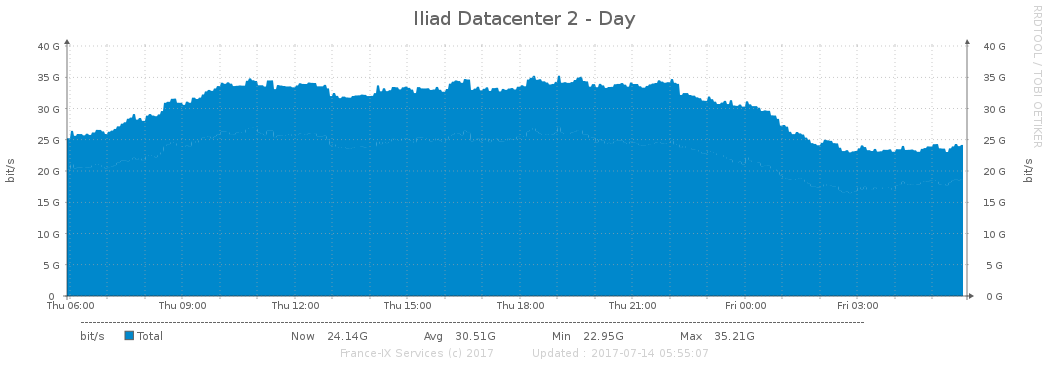 Iliad Datacenter 2 - Day
RRDTOOL / TOBI OETIKER
40 G 40 G
35 G 35 G
30 G 30 G
25 G 25 G
20 G 20 G
15 G 15 G
10 G 10 G
5 G 5 G
0 0 G
bit/s bit/s
Thu 06:00 Thu 09:00 Thu 12:00 Thu 15:00 Thu 18:00 Thu 21:00 Fri 00:00 Fri 03:00
bit/s Total Now 24.14G Avg 30.51G Min 22.95G Max 35.21G
France-IX Services (c) 2017 Updated : 2017-07-14 05:55:07